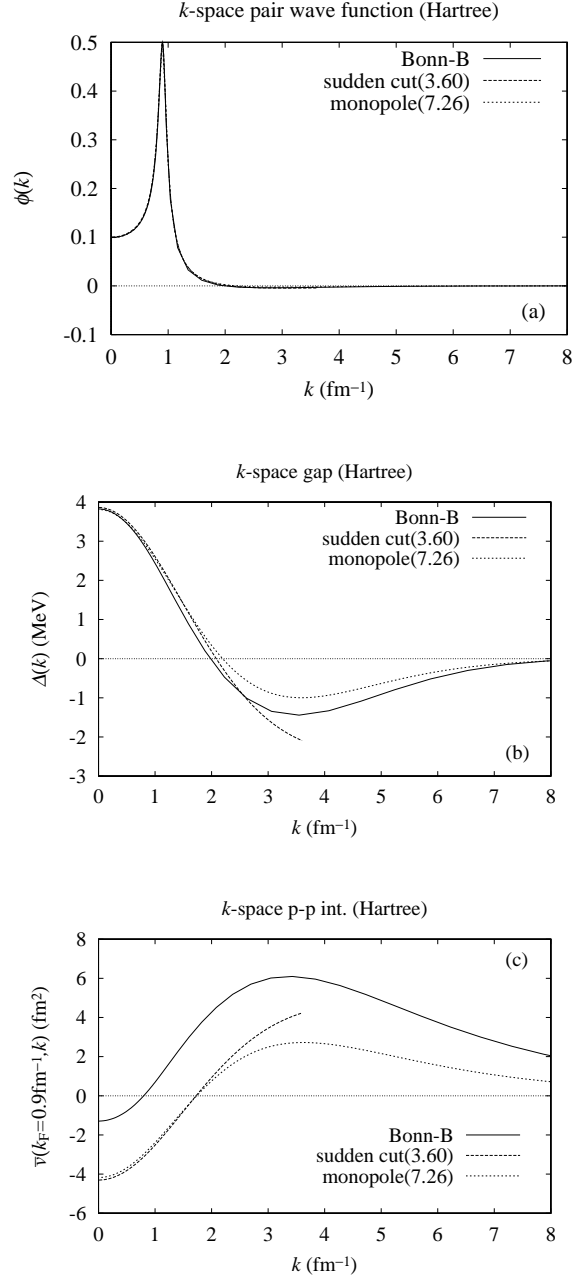 k-space pair wave function (Hartree)
Bonn-B
sudden cut(3.60)
monopole(7.26)
0.5
0.4
0.3
0.2
0.1
0
-0.1
ϕ(k)
(a)
0 1 2 3 4 5 6 7 8
k (fm⁻¹)
k-space gap (Hartree)
Bonn-B
sudden cut(3.60)
monopole(7.26)
4
3
2
1
0
-1
-2
-3
Δ(k) (MeV)
(b)
0 1 2 3 4 5 6 7 8
k (fm⁻¹)
k-space p-p int. (Hartree)
(c)
8
6
4
2
0
-2
-4
-6
v̅(k_F=0.9fm⁻¹,k) (fm²)
Bonn-B
sudden cut(3.60)
monopole(7.26)
0 1 2 3 4 5 6 7 8
k (fm⁻¹)